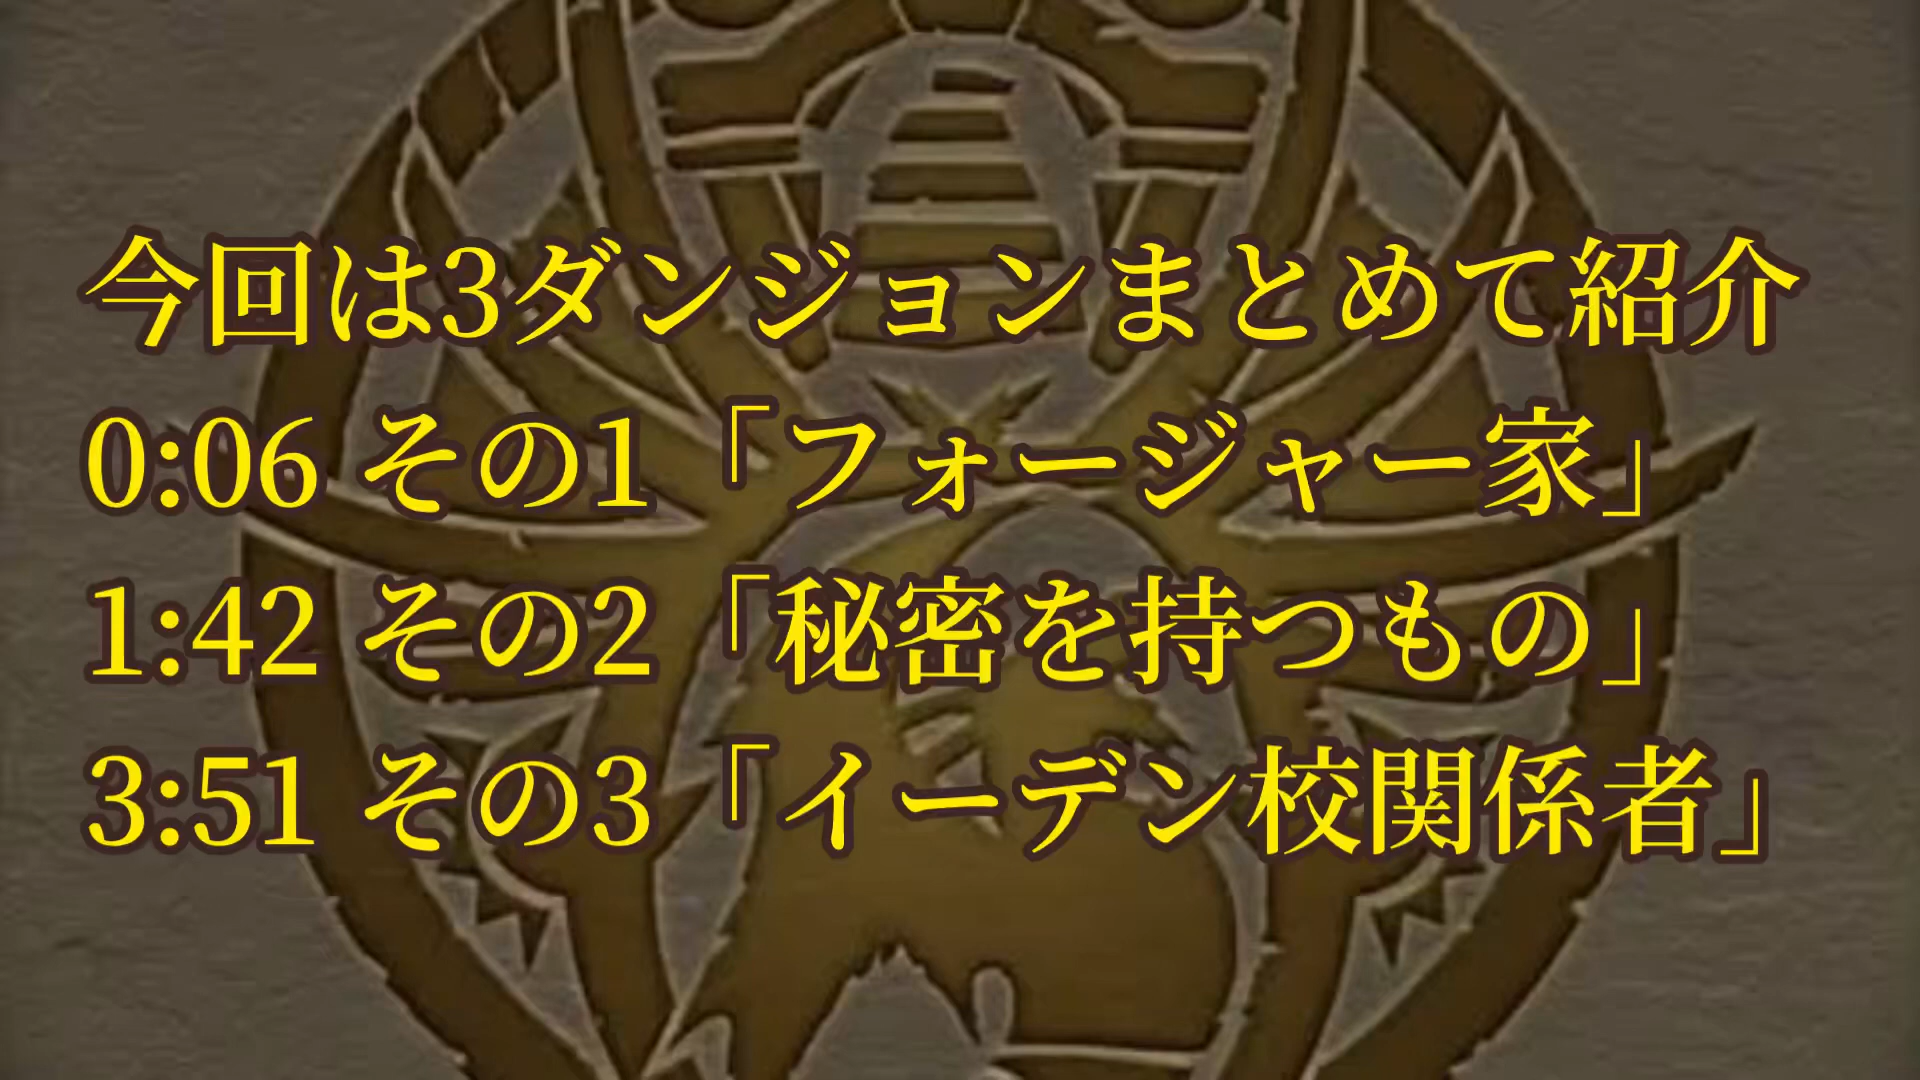 今回は3ダンジョンまとめて紹介
0:06 その1「フォージャー家」
1:42 その2「秘密を持つもの」
3:51 その3「イーデン校関係者」